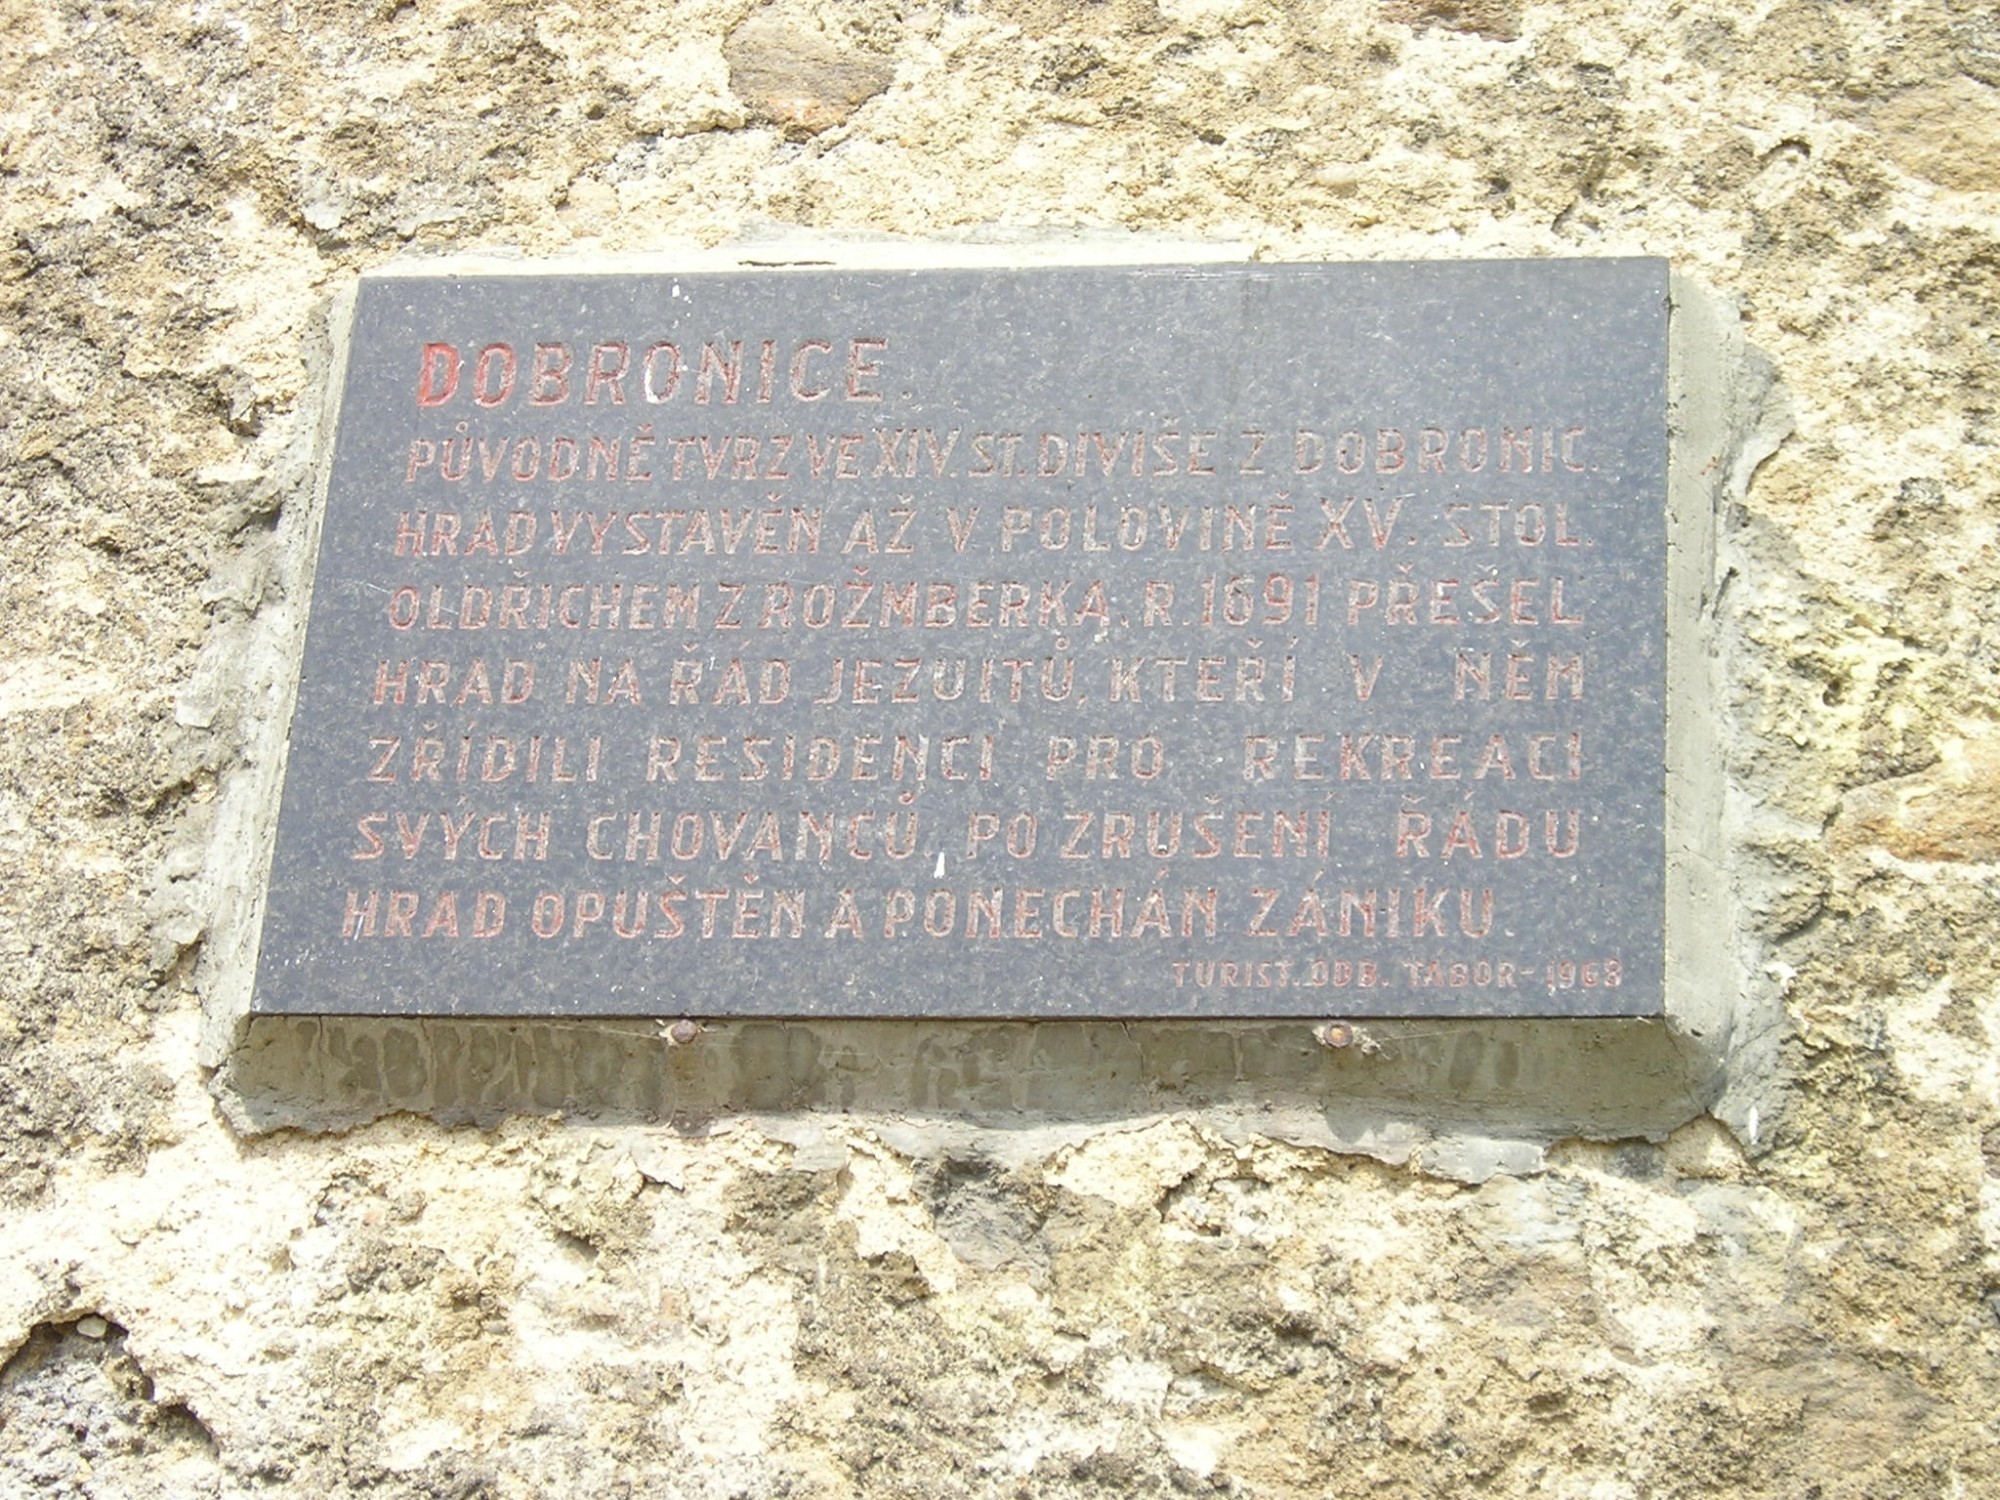 DOBRONICE.
PŮVODNĚ TVRZ VE XIV. ST. DIVIŠE Z DOBRONIC.
HRAD VYSTAVĚN AŽ V POLOVINĚ XV. STOL.
OLDŘICHEM Z ROŽMBERKA. R. 1691 PŘEŠEL
HRAD NA ŘÁD JEZUITŮ, KTEŘÍ V NĚM
ZŘÍDILI RESIDENCI PRO REKREACI
SVÝCH CHOVANCŮ. PO ZRUŠENÍ ŘÁDU
HRAD OPUŠTĚN A PONECHÁN ZÁNIKU.
TURIST. ODB. TÁBOR - 1968